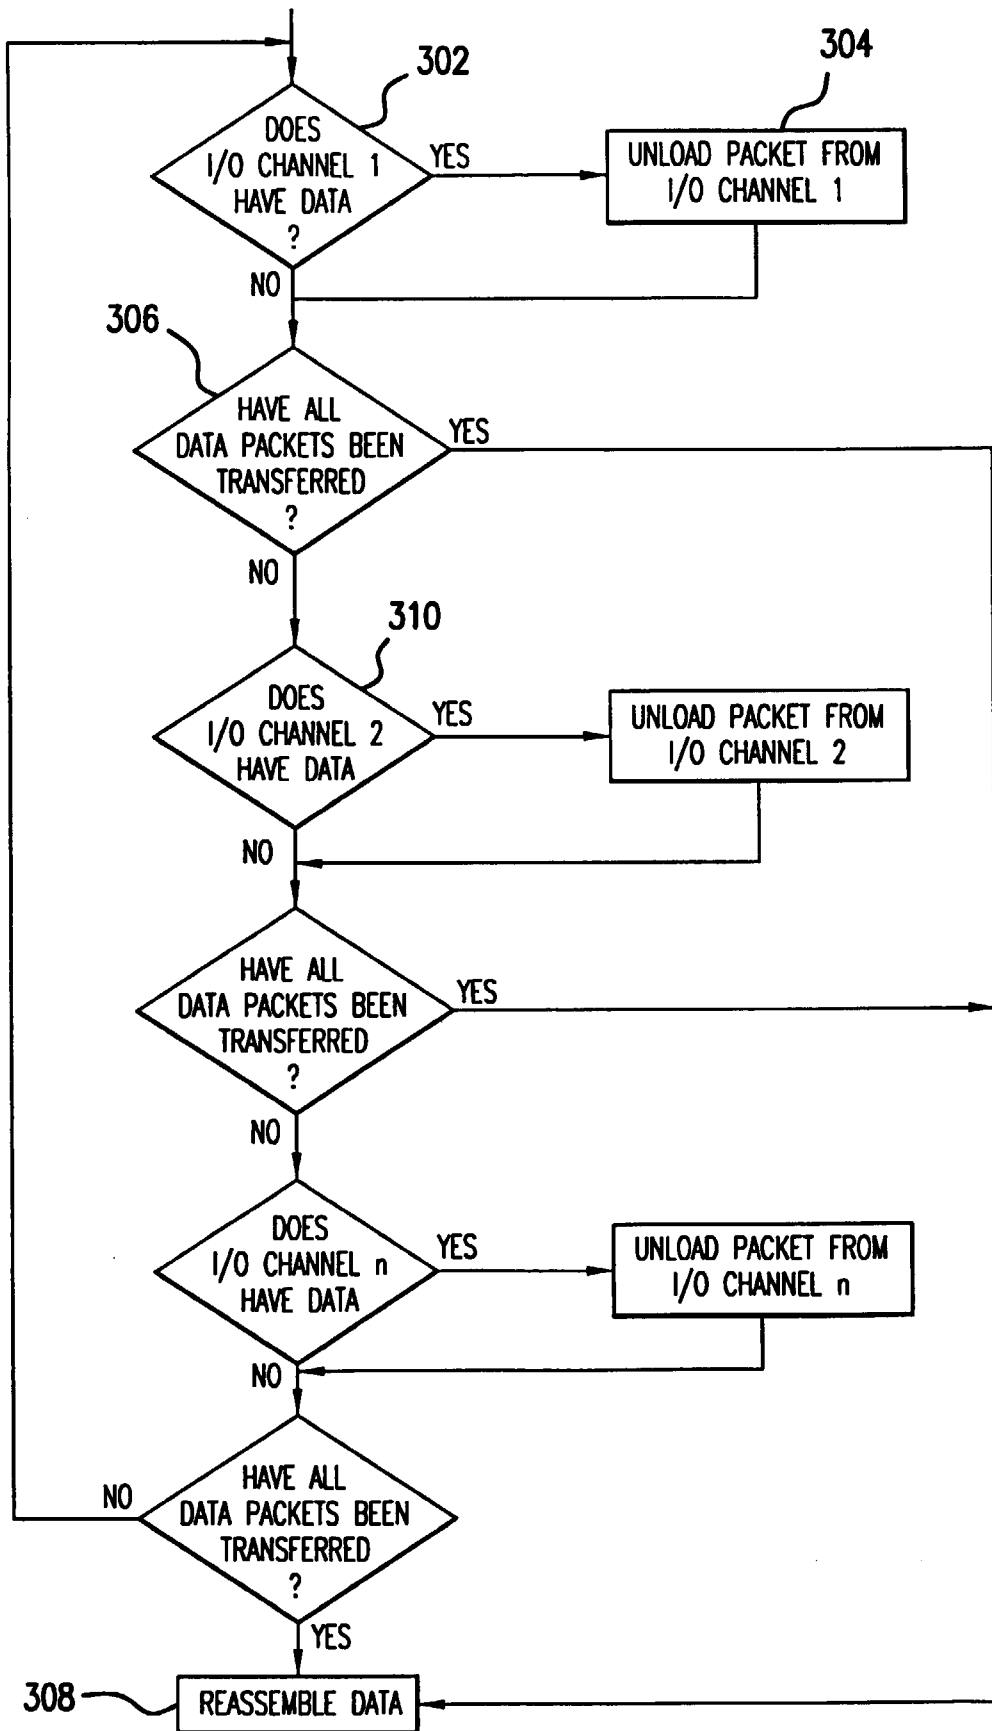 302
304
DOES
I/O CHANNEL 1
HAVE DATA
?
YES
UNLOAD PACKET FROM
I/O CHANNEL 1
NO
306
HAVE ALL
DATA PACKETS BEEN
TRANSFERRED
?
YES
NO
310
DOES
I/O CHANNEL 2
HAVE DATA
YES
UNLOAD PACKET FROM
I/O CHANNEL 2
NO
HAVE ALL
DATA PACKETS BEEN
TRANSFERRED
?
YES
NO
DOES
I/O CHANNEL n
HAVE DATA
YES
UNLOAD PACKET FROM
I/O CHANNEL n
NO
HAVE ALL
DATA PACKETS BEEN
TRANSFERRED
?
NO
YES
308
REASSEMBLE DATA